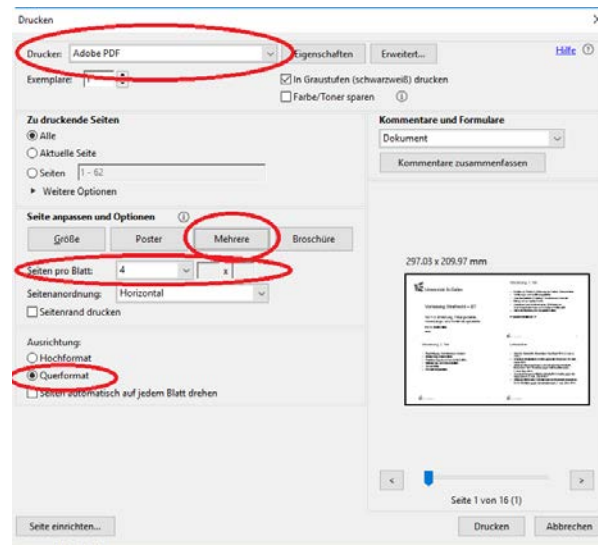 Drucken
Drucker: Adobe PDF Eigenschaften Erweitert... Hilfe
Exemplare: 1 In Graustufen (schwarzweiß) drucken
Farbe/Toner sparen
Zu druckende Seiten Kommentare und Formulare
Alle Dokument
Aktuelle Seite
Seiten 1 - 62 Kommentare zusammenfassen
Weitere Optionen
Seite anpassen und Optionen
Größe Poster Mehrere Broschüre
297.03 x 209.97 mm
Seiten pro Blatt: 4 x
Seitenanordnung: Horizontal
Seitenrand drucken
Ausrichtung:
Hochformat
Querformat
Seiten automatisch auf jedem Blatt drehen
< >
Seite 1 von 16 (1)
Seite einrichten... Drucken Abbrechen